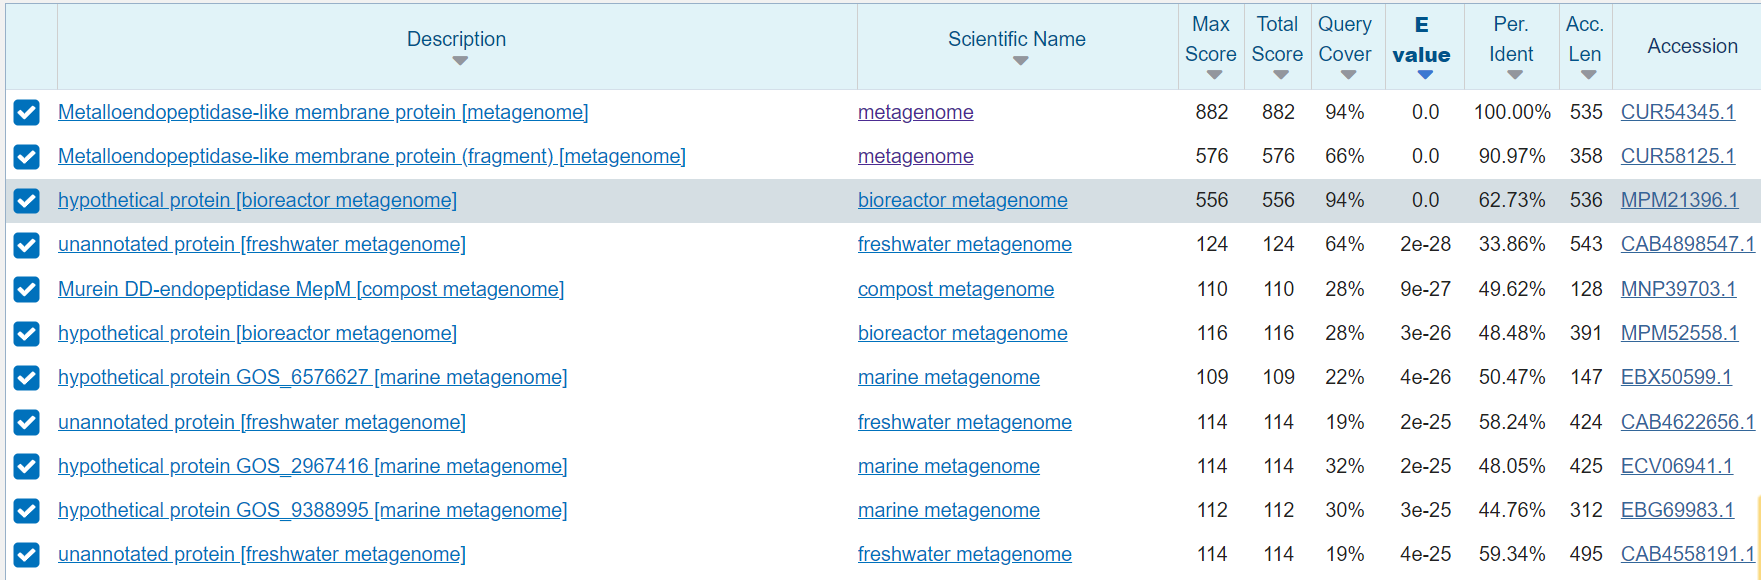 Description Scientific Name Max Score Total Score Query Cover E value Per. Ident Acc. Len Accession
Metalloendopeptidase-like membrane protein [metagenome] metagenome 882 882 94% 0.0 100.00% 535 CUR54345.1
Metalloendopeptidase-like membrane protein (fragment) [metagenome] metagenome 576 576 66% 0.0 90.97% 358 CUR58125.1
hypothetical protein [bioreactor metagenome] bioreactor metagenome 556 556 94% 0.0 62.73% 536 MPM21396.1
unannotated protein [freshwater metagenome] freshwater metagenome 124 124 64% 2e-28 33.86% 543 CAB4898547.1
Murein DD-endopeptidase MepM [compost metagenome] compost metagenome 110 110 28% 9e-27 49.62% 128 MNP39703.1
hypothetical protein [bioreactor metagenome] bioreactor metagenome 116 116 28% 3e-26 48.48% 391 MPM52558.1
hypothetical protein GOS_6576627 [marine metagenome] marine metagenome 109 109 22% 4e-26 50.47% 147 EBX50599.1
unannotated protein [freshwater metagenome] freshwater metagenome 114 114 19% 2e-25 58.24% 424 CAB4622656.1
hypothetical protein GOS_2967416 [marine metagenome] marine metagenome 114 114 32% 2e-25 48.05% 425 ECV06941.1
hypothetical protein GOS_9388995 [marine metagenome] marine metagenome 112 112 30% 3e-25 44.76% 312 EBG69983.1
unannotated protein [freshwater metagenome] freshwater metagenome 114 114 19% 4e-25 59.34% 495 CAB4558191.1